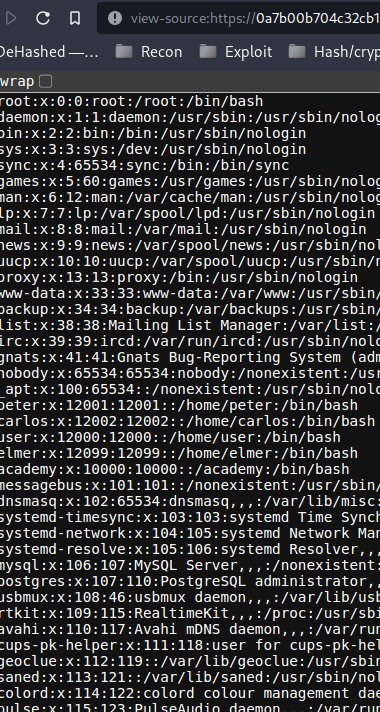 view-source:https://0a7b00b704c32cb1
DeHashed —... Recon Exploit Hash/cryp
wrap
root:x:0:0:root:/root:/bin/bash
daemon:x:1:1:daemon:/usr/sbin:/usr/sbin/nolog
bin:x:2:2:bin:/bin:/usr/sbin/nologin
sys:x:3:3:sys:/dev:/usr/sbin/nologin
sync:x:4:65534:sync:/bin:/bin/sync
games:x:5:60:games:/usr/games:/usr/sbin/nolog
man:x:6:12:man:/var/cache/man:/usr/sbin/nolog
lp:x:7:7:lp:/var/spool/lpd:/usr/sbin/nologin
mail:x:8:8:mail:/var/mail:/usr/sbin/nologin
news:x:9:9:news:/var/spool/news:/usr/sbin/nol
uucp:x:10:10:uucp:/var/spool/uucp:/usr/sbin/n
proxy:x:13:13:proxy:/bin:/usr/sbin/nologin
www-data:x:33:33:www-data:/var/www:/usr/sbin/
backup:x:34:34:backup:/var/backups:/usr/sbin/
list:x:38:38:Mailing List Manager:/var/list:/
irc:x:39:39:ircd:/var/run/ircd:/usr/sbin/nolo
gnats:x:41:41:Gnats Bug-Reporting System (adm
nobody:x:65534:65534:nobody:/nonexistent:/usr
_apt:x:100:65534::/nonexistent:/usr/sbin/nolo
peter:x:12001:12001::/home/peter:/bin/bash
carlos:x:12002:12002::/home/carlos:/bin/bash
user:x:12000:12000::/home/user:/bin/bash
elmer:x:12099:12099::/home/elmer:/bin/bash
academy:x:10000:10000::/academy:/bin/bash
messagebus:x:101:101::/nonexistent:/usr/sbin/
dnsmasq:x:102:65534:dnsmasq,,,:/var/lib/misc:
systemd-timesync:x:103:103:systemd Time Synch
systemd-network:x:104:105:systemd Network Man
systemd-resolve:x:105:106:systemd Resolver,,,
mysql:x:106:107:MySQL Server,,,:/nonexistent:
postgres:x:107:110:PostgreSQL administrator,,
usbmux:x:108:46:usbmux daemon,,,:/var/lib/usb
rtkit:x:109:115:RealtimeKit,,,:/proc:/usr/sbi
avahi:x:110:117:Avahi mDNS daemon,,,:/var/run
cups-pk-helper:x:111:118:user for cups-pk-hel
geoclue:x:112:119::/var/lib/geoclue:/usr/sbin
saned:x:113:121::/var/lib/saned:/usr/sbin/nol
colord:x:114:122:colord colour management dae
pulse:x:115:123:PulseAudio daemon,,,:/var/run